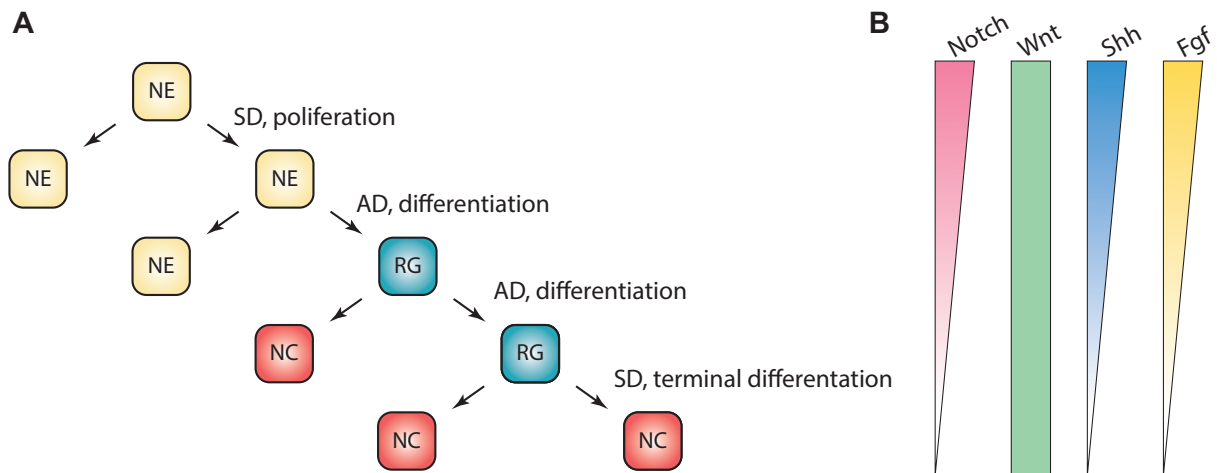 A
NE
SD, poliferation
NE
NE
AD, differentiation
NE
RG
AD, differentiation
NC
RG
SD, terminal differentation
NC
NC
B
Notch
Wnt
Shh
Fgf